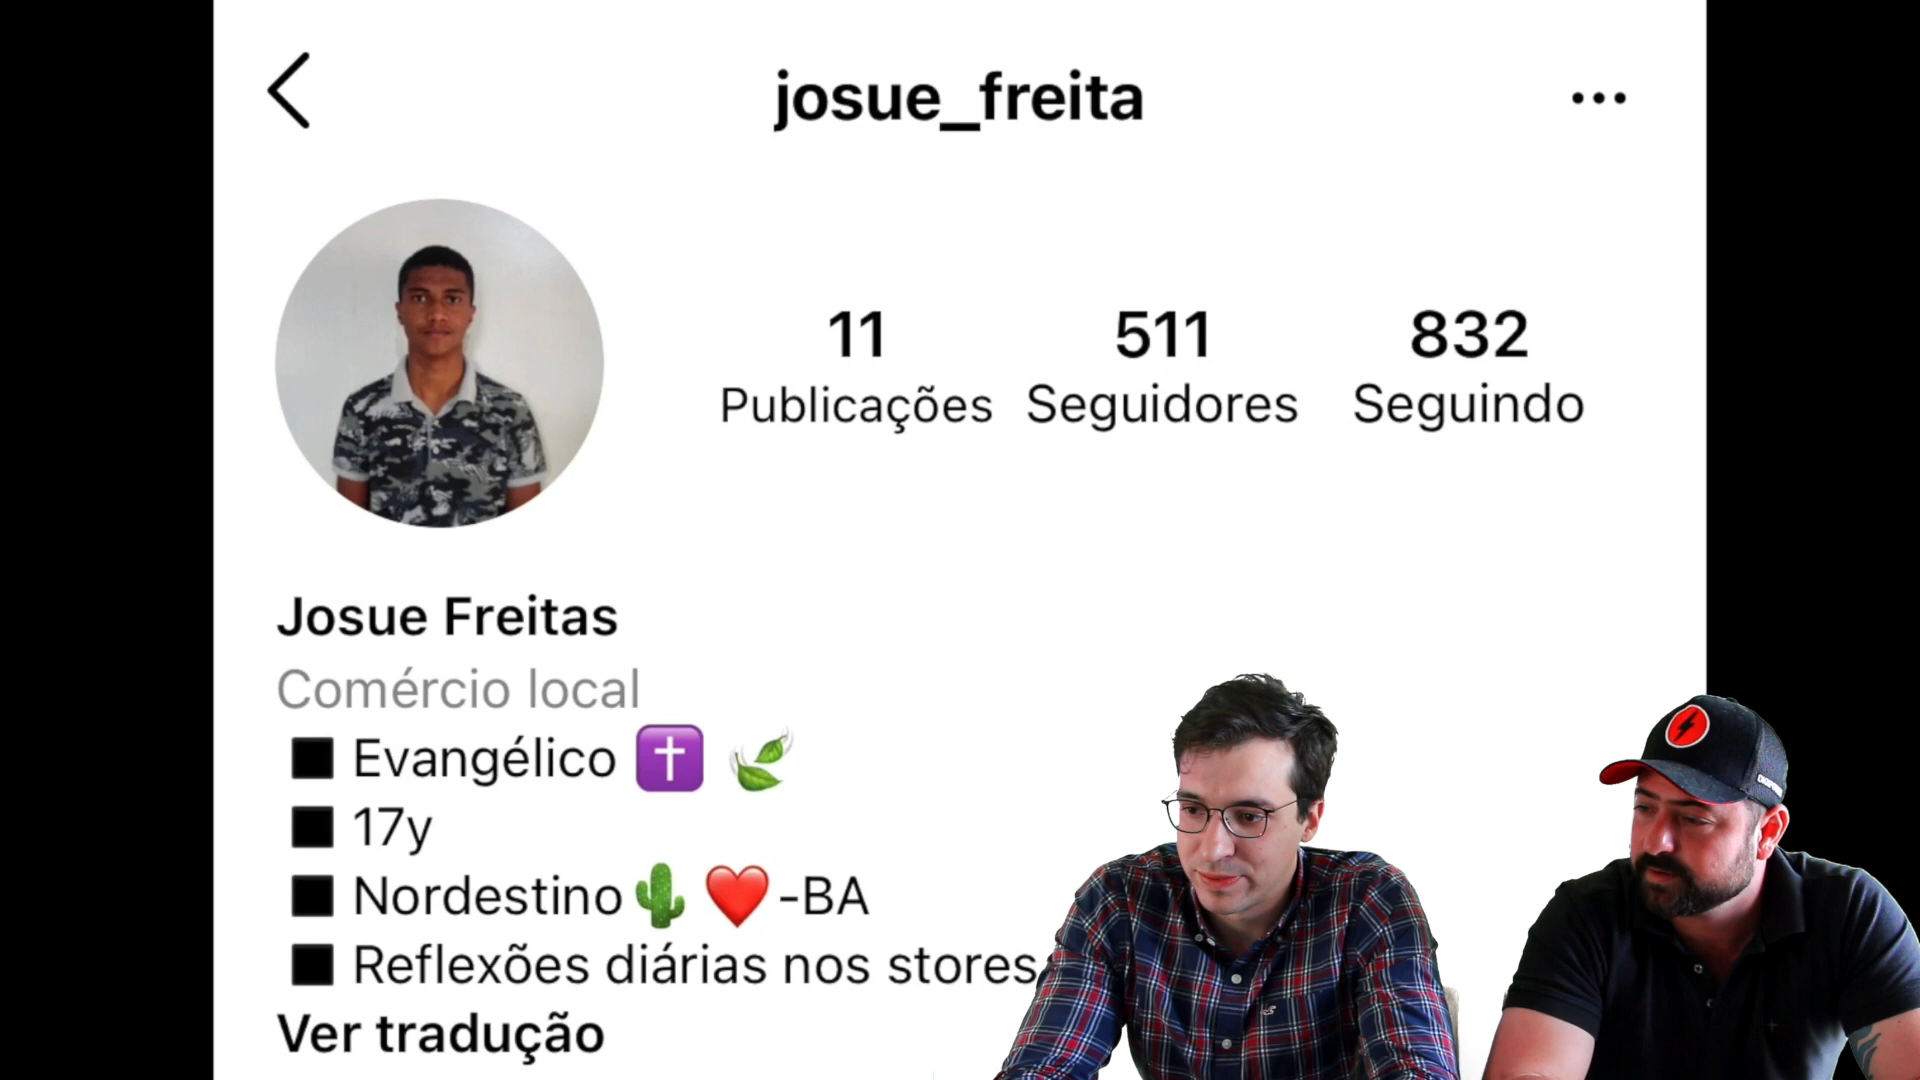 josue_freita
11 511 832
Publicações Seguidores Seguindo
Josue Freitas
Comércio local
Evangélico
17y
Nordestino -BA
Reflexões diárias nos stores
Ver tradução